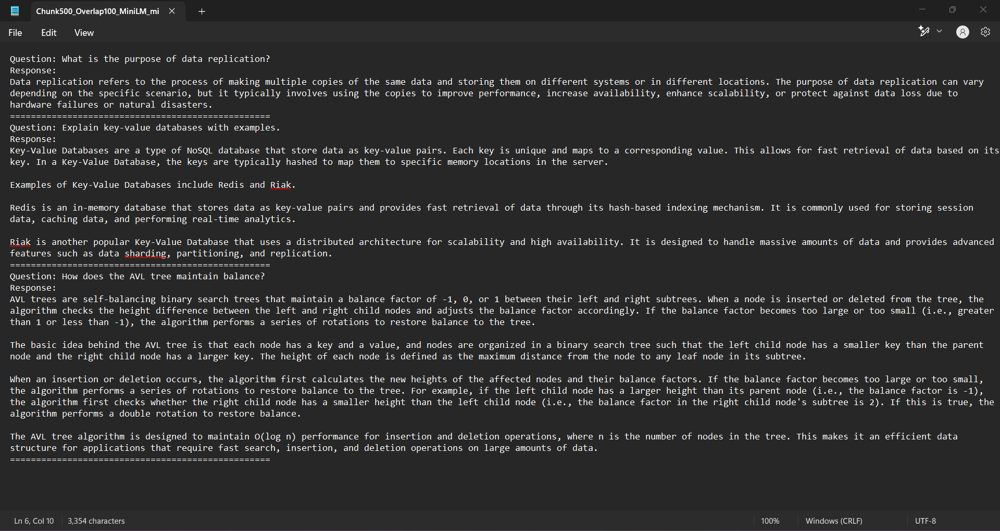 Chunk500_Overlap100_MiniLM_mi
File Edit View
Question: What is the purpose of data replication?
Response:
Data replication refers to the process of making multiple copies of the same data and storing them on different systems or in different locations. The purpose of data replication can vary
depending on the specific scenario, but it typically involves using the copies to improve performance, increase availability, enhance scalability, or protect against data loss due to
hardware failures or natural disasters.
==================================================
Question: Explain key-value databases with examples.
Response:
Key-Value Databases are a type of NoSQL database that store data as key-value pairs. Each key is unique and maps to a corresponding value. This allows for fast retrieval of data based on its
key. In a Key-Value Database, the keys are typically hashed to map them to specific memory locations in the server.
Examples of Key-Value Databases include Redis and Riak.
Redis is an in-memory database that stores data as key-value pairs and provides fast retrieval of data through its hash-based indexing mechanism. It is commonly used for storing session
data, caching data, and performing real-time analytics.
Riak is another popular Key-Value Database that uses a distributed architecture for scalability and high availability. It is designed to handle massive amounts of data and provides advanced
features such as data sharding, partitioning, and replication.
==================================================
Question: How does the AVL tree maintain balance?
Response:
AVL trees are self-balancing binary search trees that maintain a balance factor of -1, 0, or 1 between their left and right subtrees. When a node is inserted or deleted from the tree, the
algorithm checks the height difference between the left and right child nodes and adjusts the balance factor accordingly. If the balance factor becomes too large or too small (i.e., greater
than 1 or less than -1), the algorithm performs a series of rotations to restore balance to the tree.
The basic idea behind the AVL tree is that each node has a key and a value, and nodes are organized in a binary search tree such that the left child node has a smaller key than the parent
node and the right child node has a larger key. The height of each node is defined as the maximum distance from the node to any leaf node in its subtree.
When an insertion or deletion occurs, the algorithm first calculates the new heights of the affected nodes and their balance factors. If the balance factor becomes too large or too small,
the algorithm performs a series of rotations to restore balance to the tree. For example, if the left child node has a larger height than its parent node (i.e., the balance factor is -1),
the algorithm first checks whether the right child node has a smaller height than the left child node (i.e., the balance factor in the right child node's subtree is 2). If this is true, the
algorithm performs a double rotation to restore balance.
The AVL tree algorithm is designed to maintain O(log n) performance for insertion and deletion operations, where n is the number of nodes in the tree. This makes it an efficient data
structure for applications that require fast search, insertion, and deletion operations on large amounts of data.
==================================================
Ln 6, Col 10 3,354 characters 100% Windows (CRLF) UTF-8